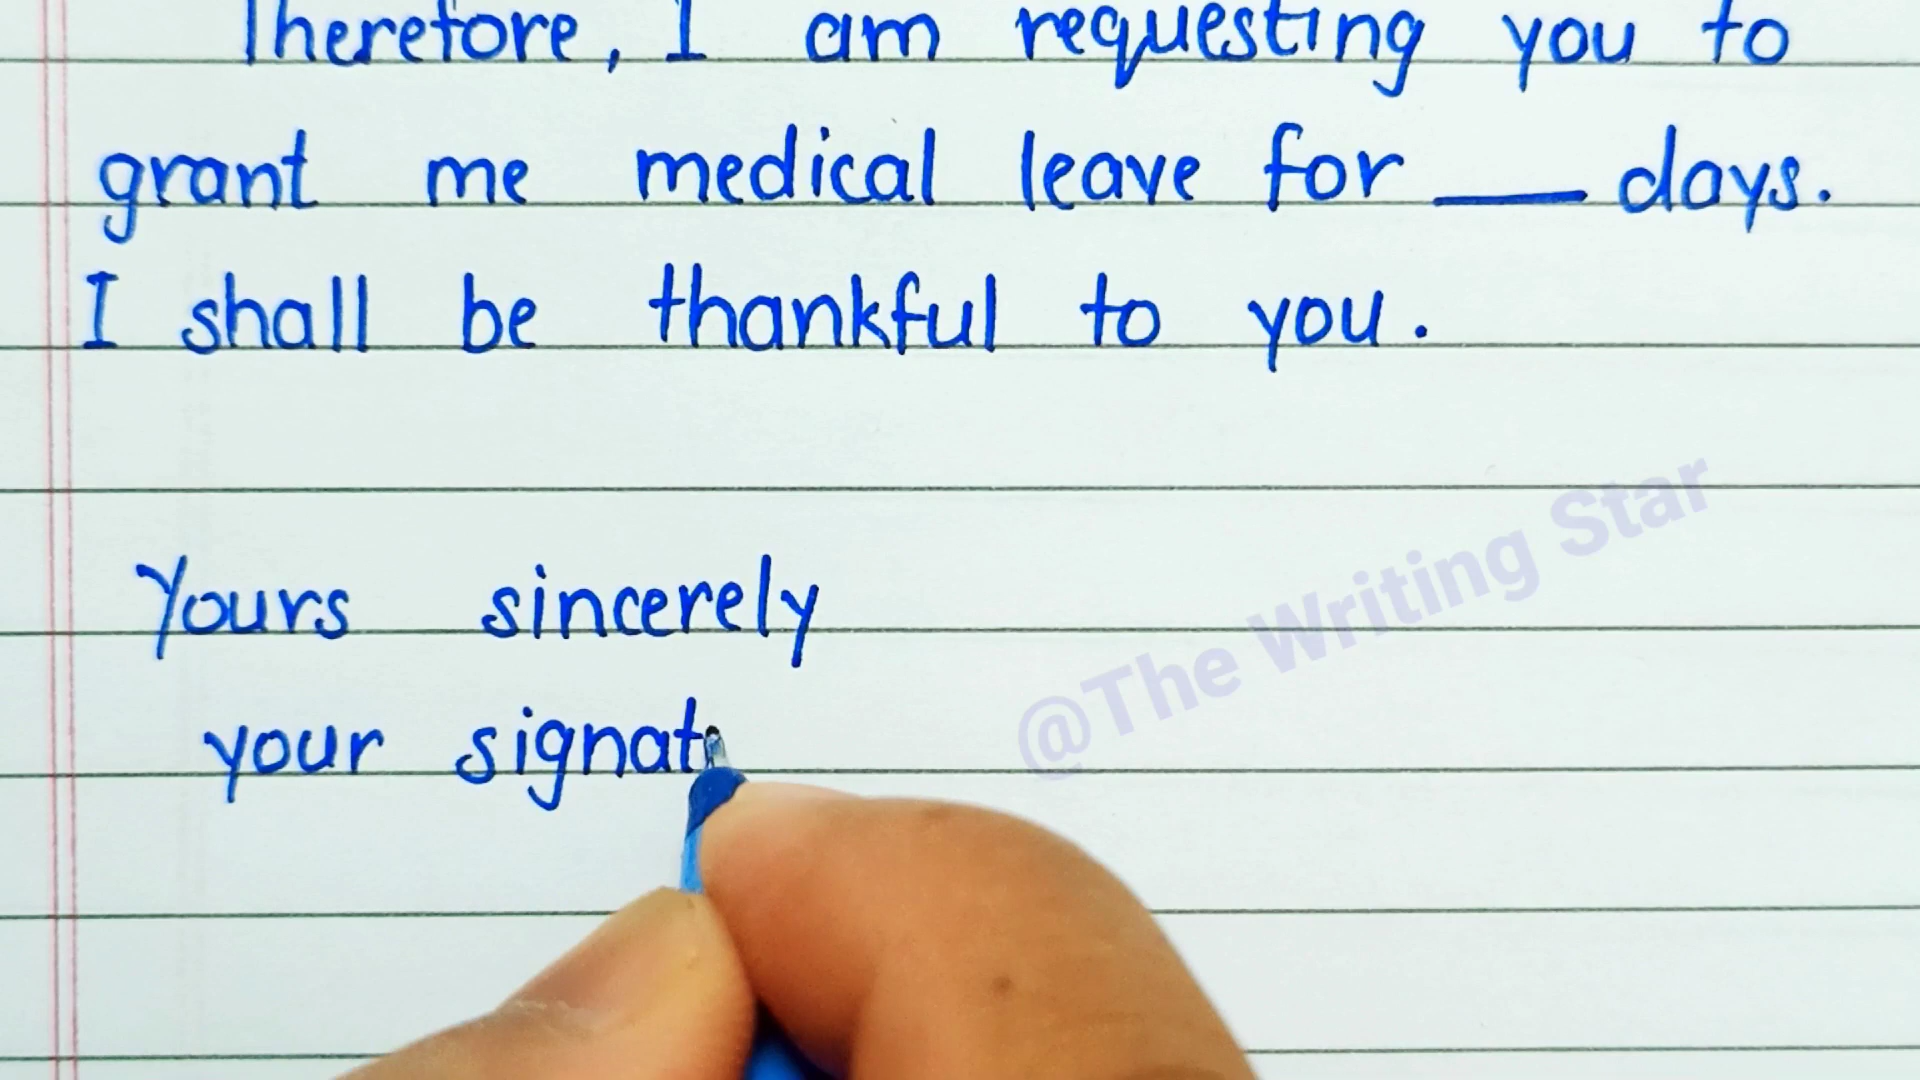 Therefore, I am requesting you to
grant me medical leave for ___ days.
I shall be thankful to you.
Yours sincerely
your signat
@The Writing Star